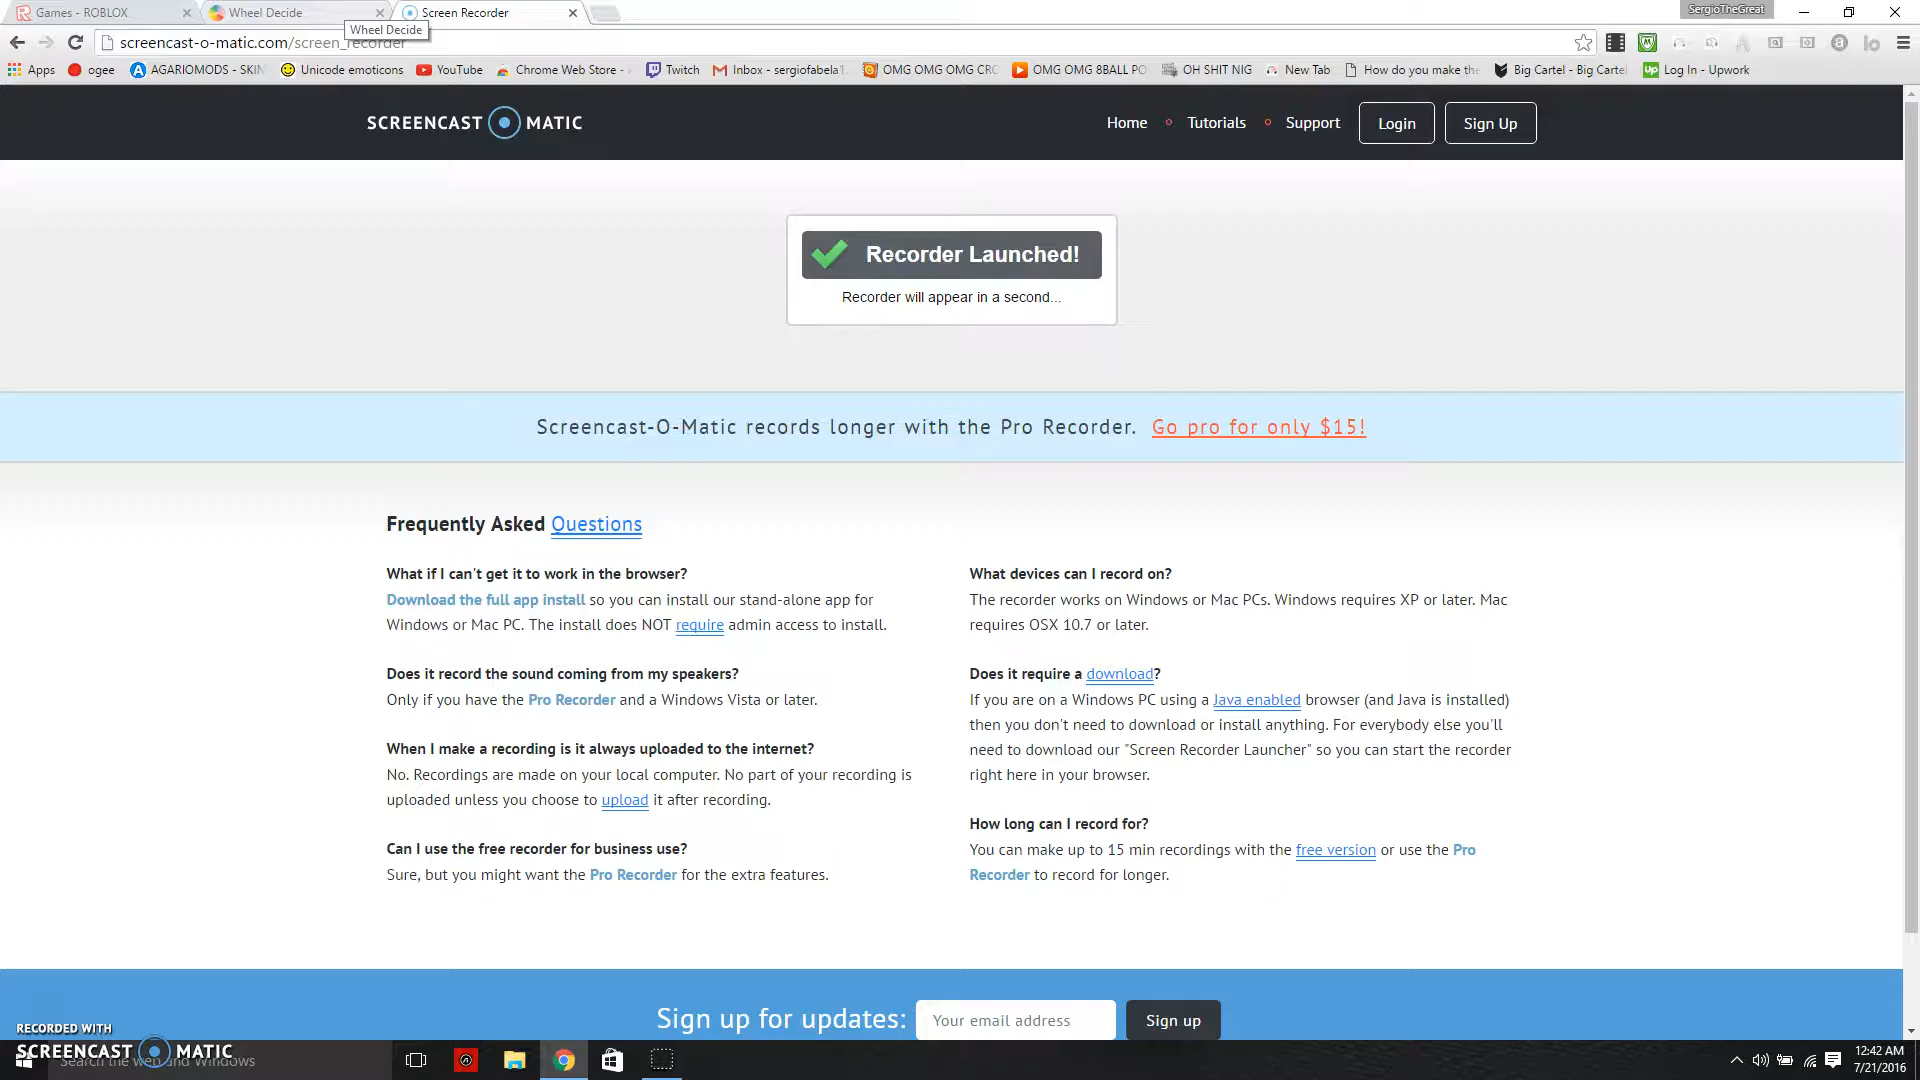 Games - ROBLOX
Wheel Decide
Screen Recorder
SergioTheGreat
Wheel Decide
screencast-o-matic.com/screen_recorder
Apps
ogee
AGARIOMODS - SKIN
Unicode emoticons
YouTube
Chrome Web Store -
Twitch
Inbox - sergiofabela1
OMG OMG OMG CRC
OMG OMG 8BALL PO
OH SHIT NIG
New Tab
How do you make the
Big Cartel - Big Cartel
Log In - Upwork
SCREENCAST MATIC
Home
Tutorials
Support
Login
Sign Up
Recorder Launched!
Recorder will appear in a second...
Screencast-O-Matic records longer with the Pro Recorder. Go pro for only $15!
Frequently Asked Questions
What if I can't get it to work in the browser?
Download the full app install so you can install our stand-alone app for
Windows or Mac PC. The install does NOT require admin access to install.
Does it record the sound coming from my speakers?
Only if you have the Pro Recorder and a Windows Vista or later.
When I make a recording is it always uploaded to the internet?
No. Recordings are made on your local computer. No part of your recording is
uploaded unless you choose to upload it after recording.
Can I use the free recorder for business use?
Sure, but you might want the Pro Recorder for the extra features.
What devices can I record on?
The recorder works on Windows or Mac PCs. Windows requires XP or later. Mac
requires OSX 10.7 or later.
Does it require a download?
If you are on a Windows PC using a Java enabled browser (and Java is installed)
then you don't need to download or install anything. For everybody else you'll
need to download our "Screen Recorder Launcher" so you can start the recorder
right here in your browser.
How long can I record for?
You can make up to 15 min recordings with the free version or use the Pro
Recorder to record for longer.
Sign up for updates:
Your email address
Sign up
RECORDED WITH
SCREENCAST MATIC
Search the web and Windows
12:42 AM
7/21/2016